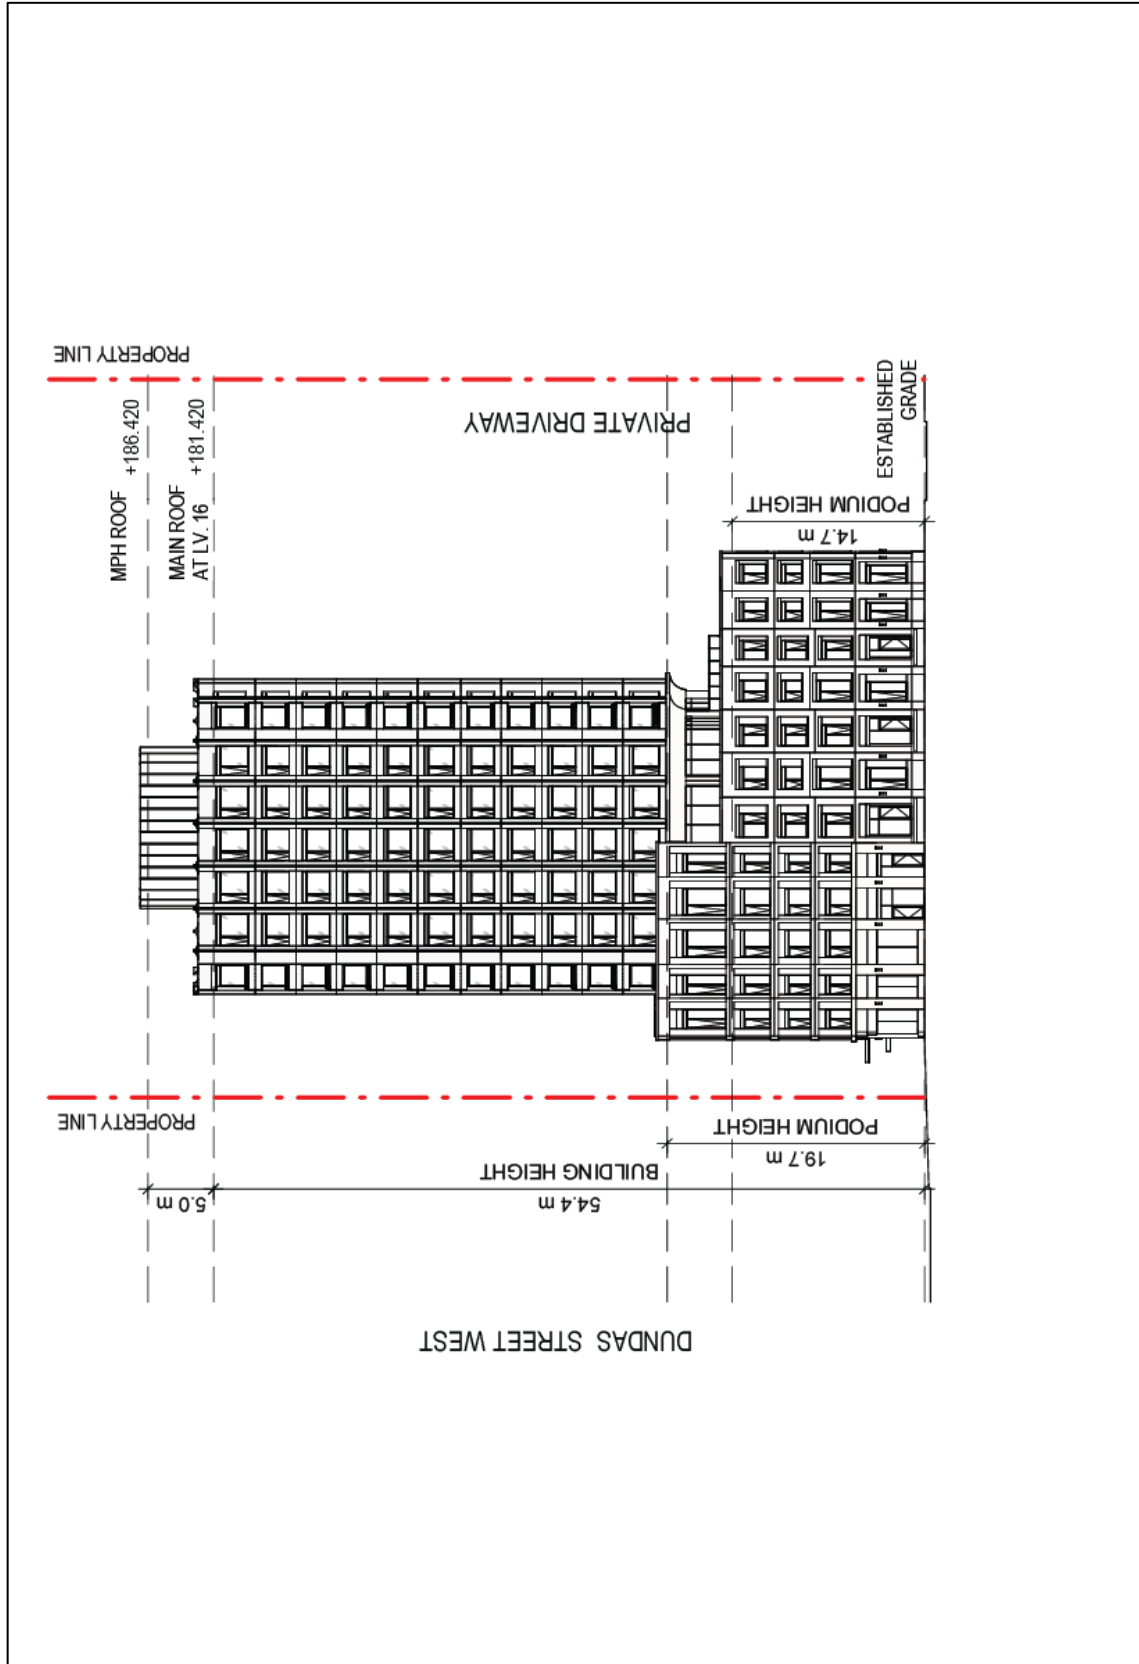 PROPERTY LINE
+186.420
MPH ROOF
+181.420
MAIN ROOF
AT LV. 16
PRIVATE DRIVEWAY
ESTABLISHED
GRADE
PODIUM HEIGHT
14.7 m
PROPERTY LINE
PODIUM HEIGHT
19.7 m
BUILDING HEIGHT
54.4 m
5.0 m
DUNDAS STREET WEST